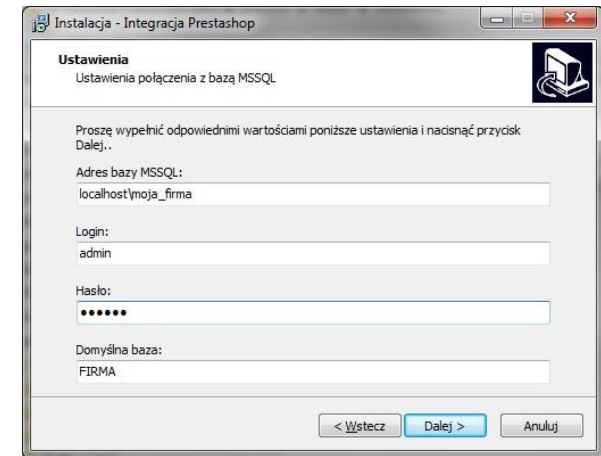 Instalacja - Integracja Prestashop
Ustawienia
Ustawienia połączenia z bazą MSSQL
Proszę wypełnić odpowiednimi wartościami poniższe ustawienia i nacisnąć przycisk
Dalej..
Adres bazy MSSQL:
localhost\moja_firma
Login:
admin
Hasło:
••••••
Domyślna baza:
FIRMA
< Wstecz
Dalej >
Anuluj